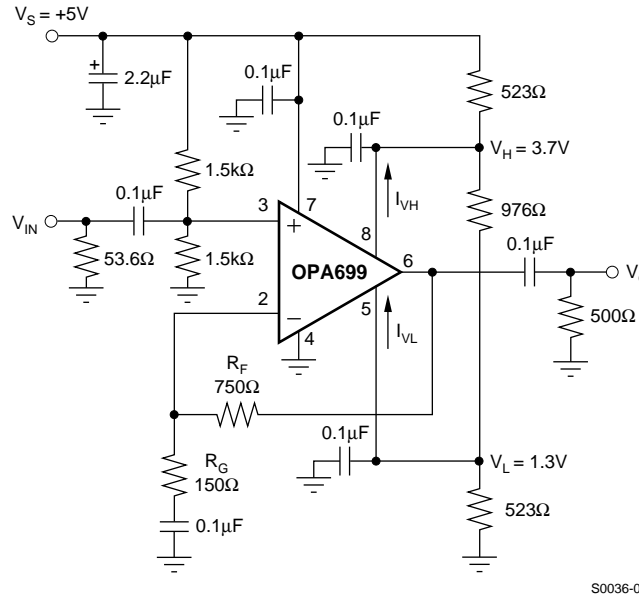 V_S = +5V
2.2µF
+
0.1µF
523Ω
0.1µF
V_H = 3.7V
1.5kΩ
I_VH
976Ω
0.1µF
V_IN
3
7
8
+
53.6Ω
1.5kΩ
OPA699
6
0.1µF
2
−
5
4
I_VL
500Ω
R_F
750Ω
0.1µF
V_L = 1.3V
R_G
150Ω
523Ω
0.1µF